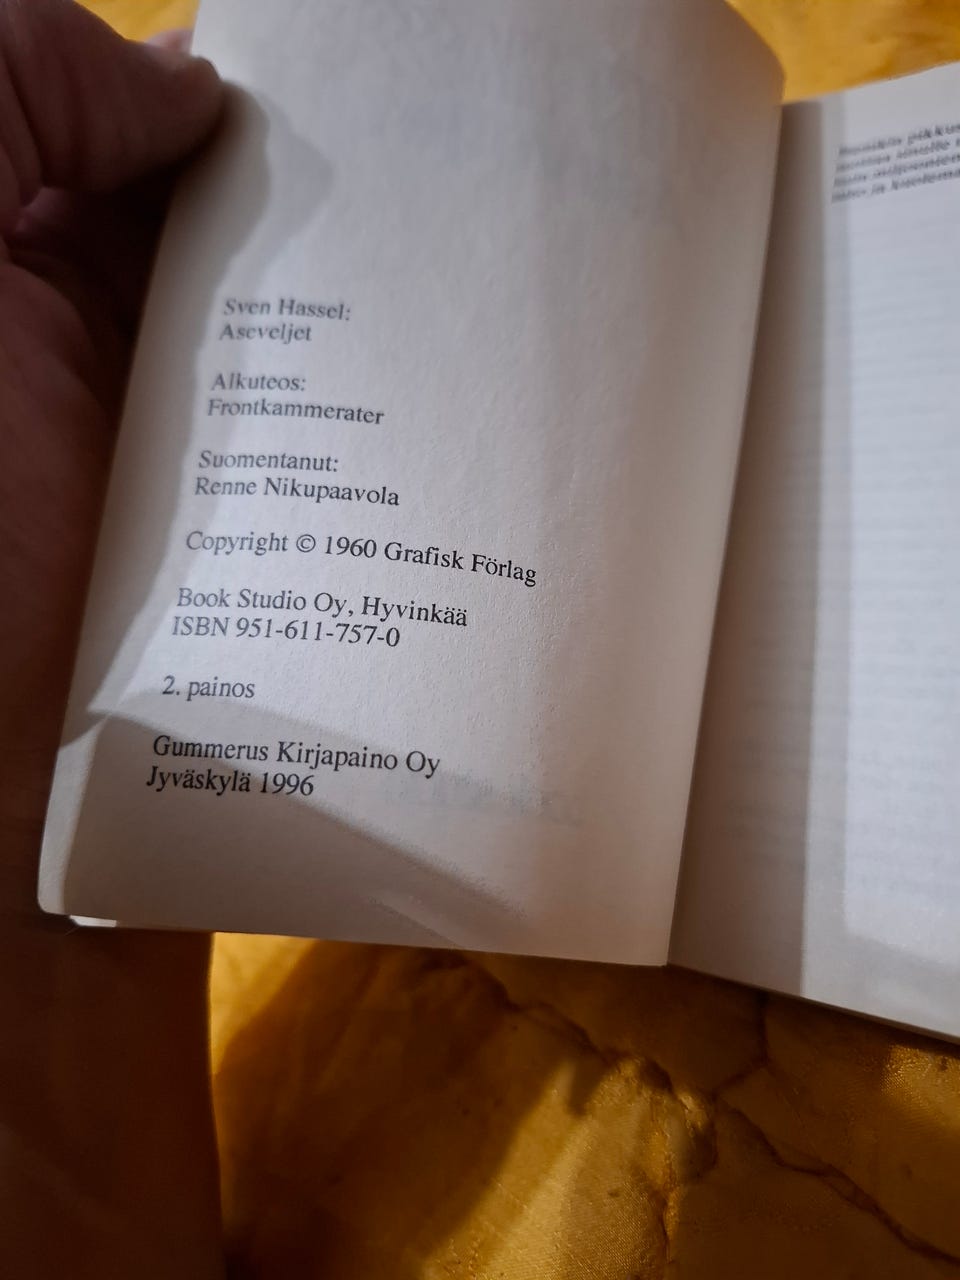 Sven Hassel:
Aseveljet
Alkuteos:
Frontkammerater
Suomentanut:
Renne Nikupaavola
Copyright © 1960 Grafisk Förlag
Book Studio Oy, Hyvinkää
ISBN 951-611-757-0
2. painos
Gummerus Kirjapaino Oy
Jyväskylä 1996